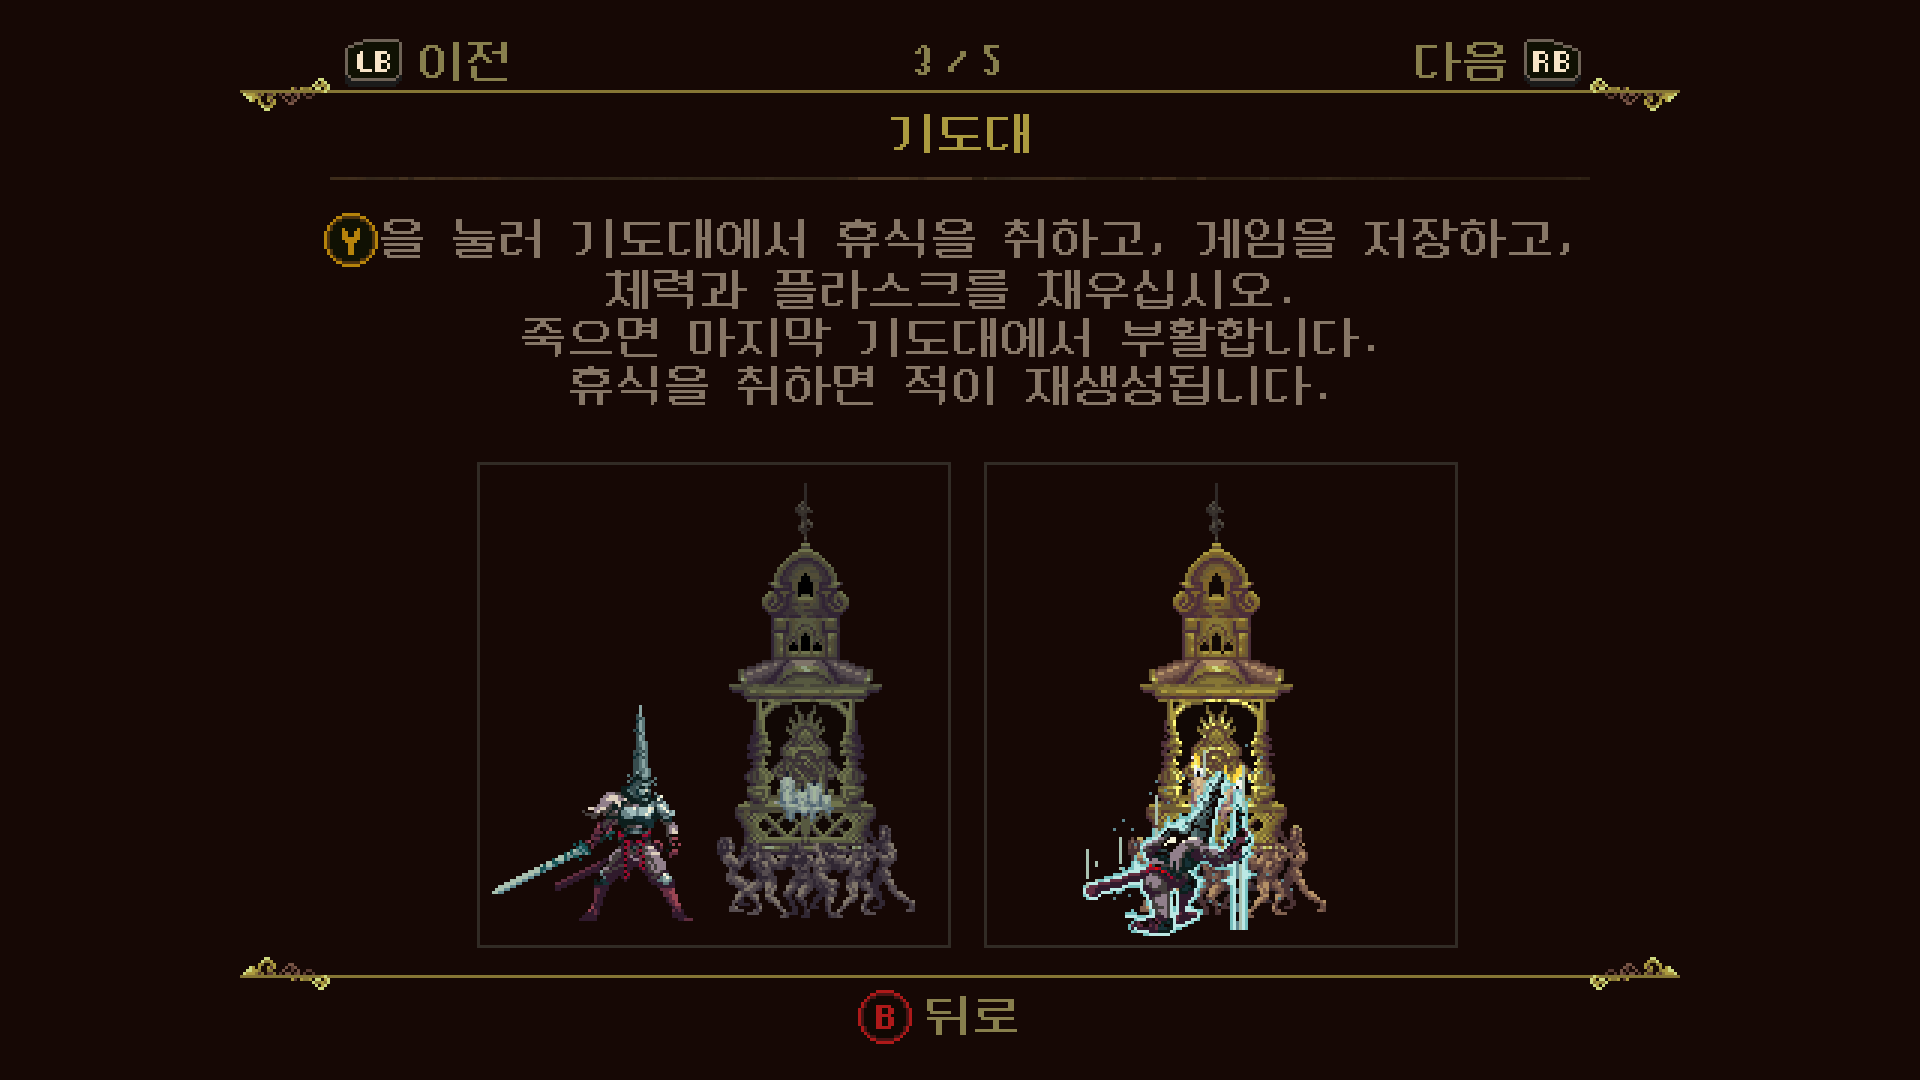 LB 이전 3 / 5 다음 RB
기도대
Y을 눌러 기도대에서 휴식을 취하고, 게임을 저장하고,
체력과 플라스크를 채우십시오.
죽으면 마지막 기도대에서 부활합니다.
휴식을 취하면 적이 재생성됩니다.
B 뒤로